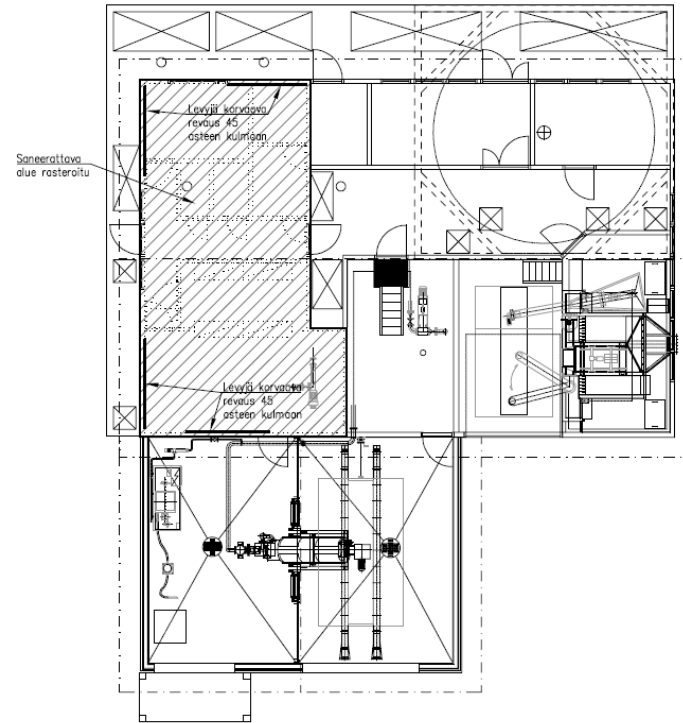 Levyjä korvaava
revaus 45
asteen kulmaan
Saneerattava
alue rasteroitu
Levyjä korvaava
revaus 45
asteen kulmaan